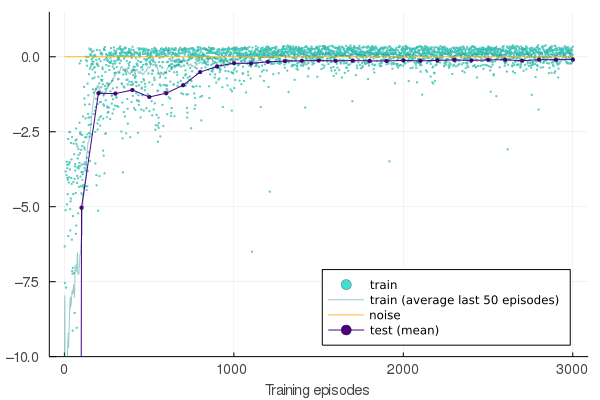 0.0
−2.5
−5.0
−7.5
−10.0
train
train (average last 50 episodes)
noise
test (mean)
0 1000 2000 3000
Training episodes